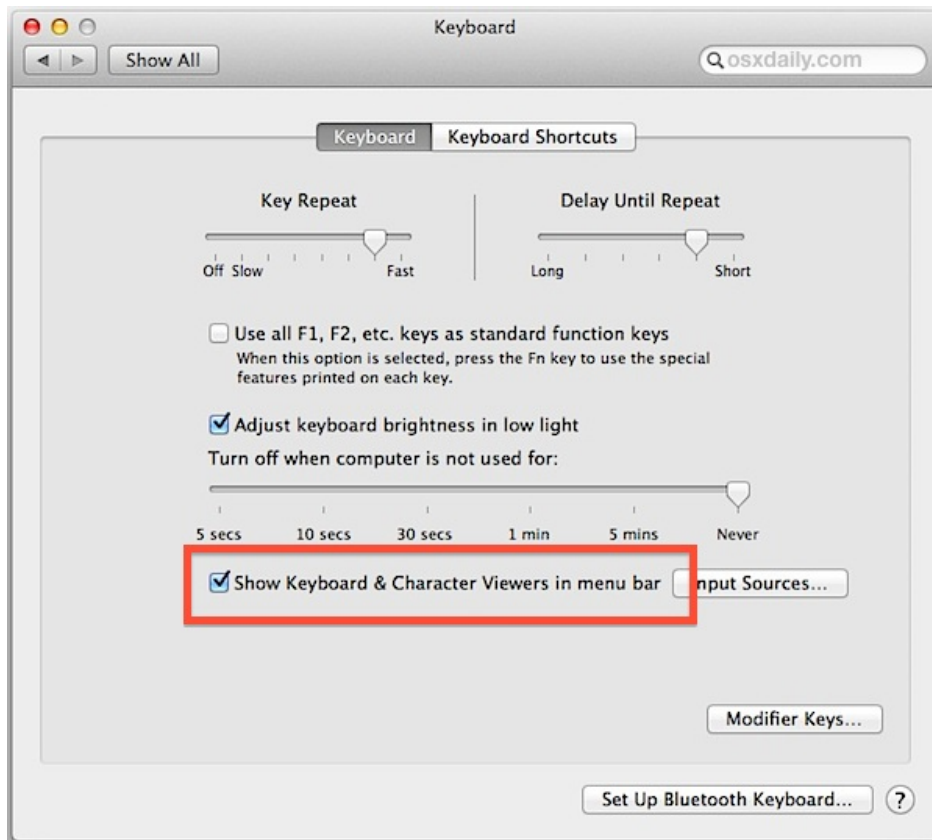 Keyboard
Show All
osxdaily.com
Keyboard
Keyboard Shortcuts
Key Repeat
Delay Until Repeat
Off Slow Fast
Long Short
Use all F1, F2, etc. keys as standard function keys
When this option is selected, press the Fn key to use the special
features printed on each key.
Adjust keyboard brightness in low light
Turn off when computer is not used for:
5 secs 10 secs 30 secs 1 min 5 mins Never
Show Keyboard & Character Viewers in menu bar
Input Sources...
Modifier Keys...
Set Up Bluetooth Keyboard...
?